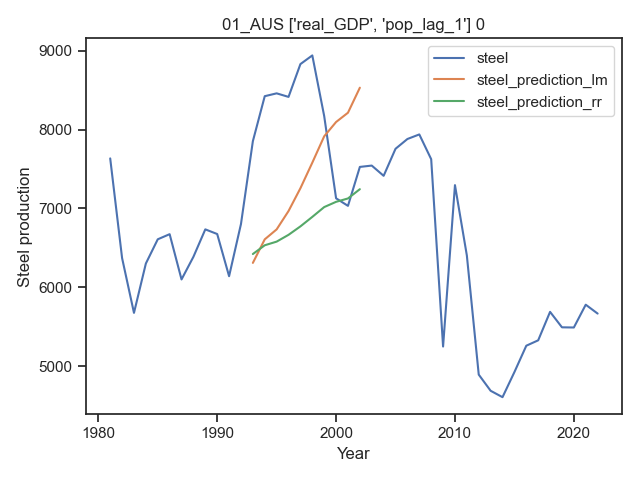 01_AUS ['real_GDP', 'pop_lag_1'] 0
steel
steel_prediction_lm
steel_prediction_rr
Steel production
9000
8000
7000
6000
5000
1980
1990
2000
2010
2020
Year